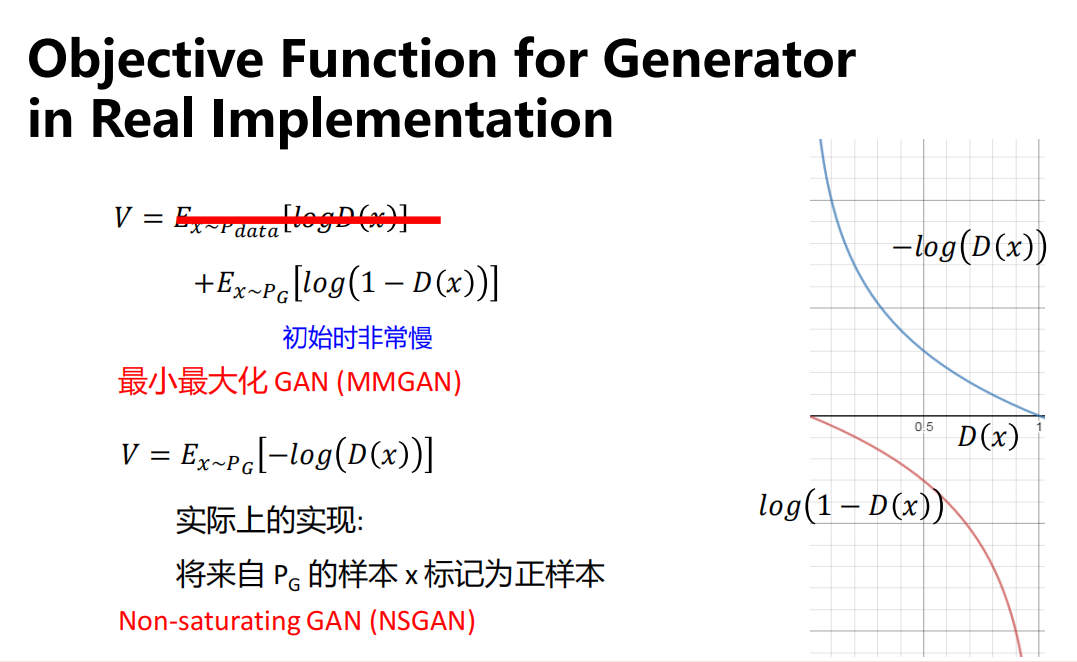 Objective Function for Generator
in Real Implementation
V = E_{x~P_{data}}[logD(x)]
+E_{x~P_G}[log(1 − D(x))]
初始时非常慢
最小最大化 GAN (MMGAN)
V = E_{x~P_G}[−log(D(x))]
实际上的实现:
将来自 P_G 的样本 x 标记为正样本
Non-saturating GAN (NSGAN)
−log(D(x))
0.5
1
D(x)
log(1 − D(x))